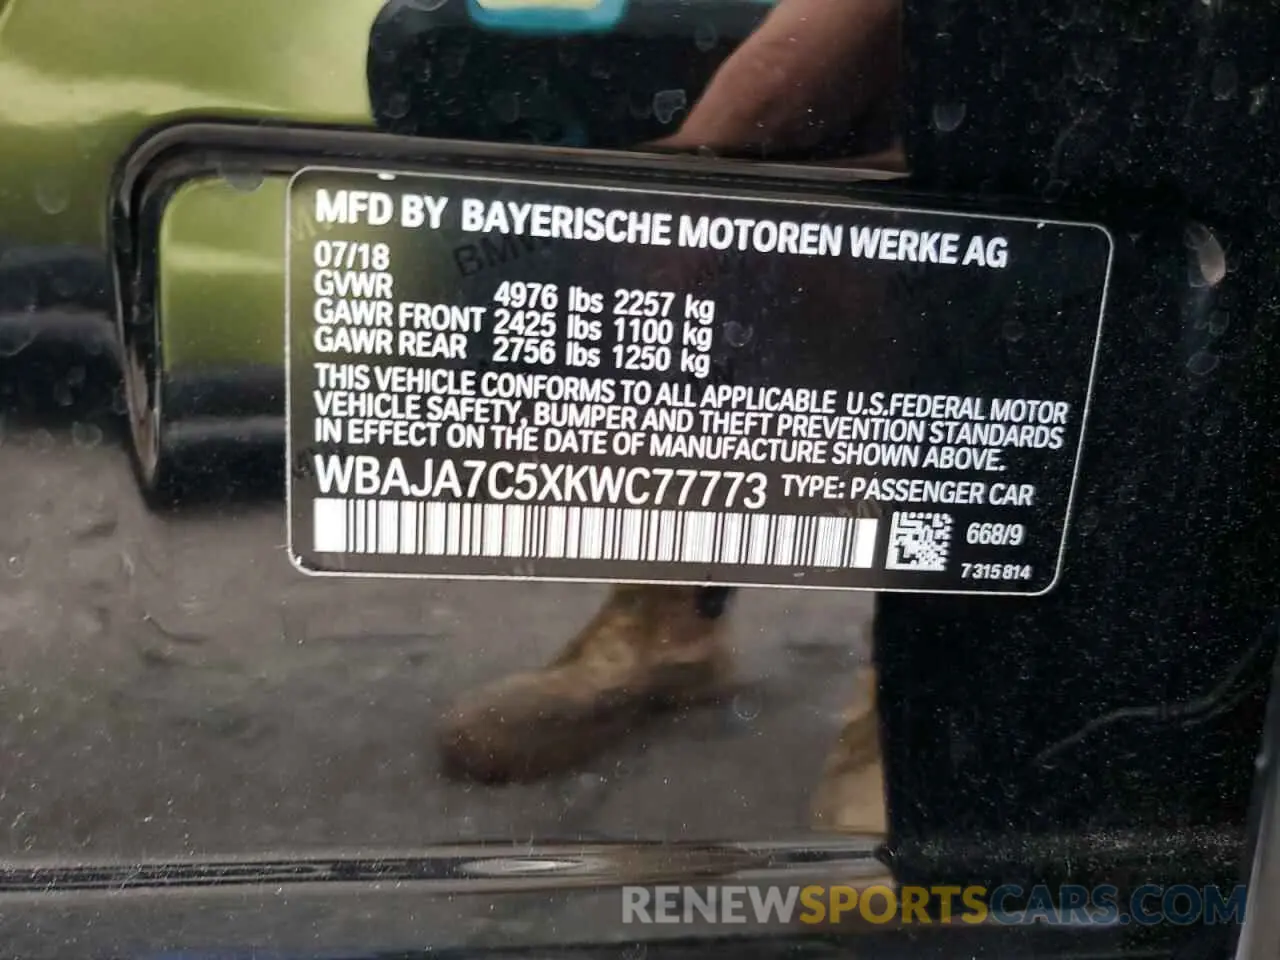 MFD BY BAYERISCHE MOTOREN WERKE AG
07/18
GVWR 4976 lbs 2257 kg
GAWR FRONT 2425 lbs 1100 kg
GAWR REAR 2756 lbs 1250 kg
THIS VEHICLE CONFORMS TO ALL APPLICABLE U.S.FEDERAL MOTOR
VEHICLE SAFETY, BUMPER AND THEFT PREVENTION STANDARDS
IN EFFECT ON THE DATE OF MANUFACTURE SHOWN ABOVE.
WBAJA7C5XKWC77773 TYPE: PASSENGER CAR
668/9
7315814
RENEWSPORTSCARS.COM